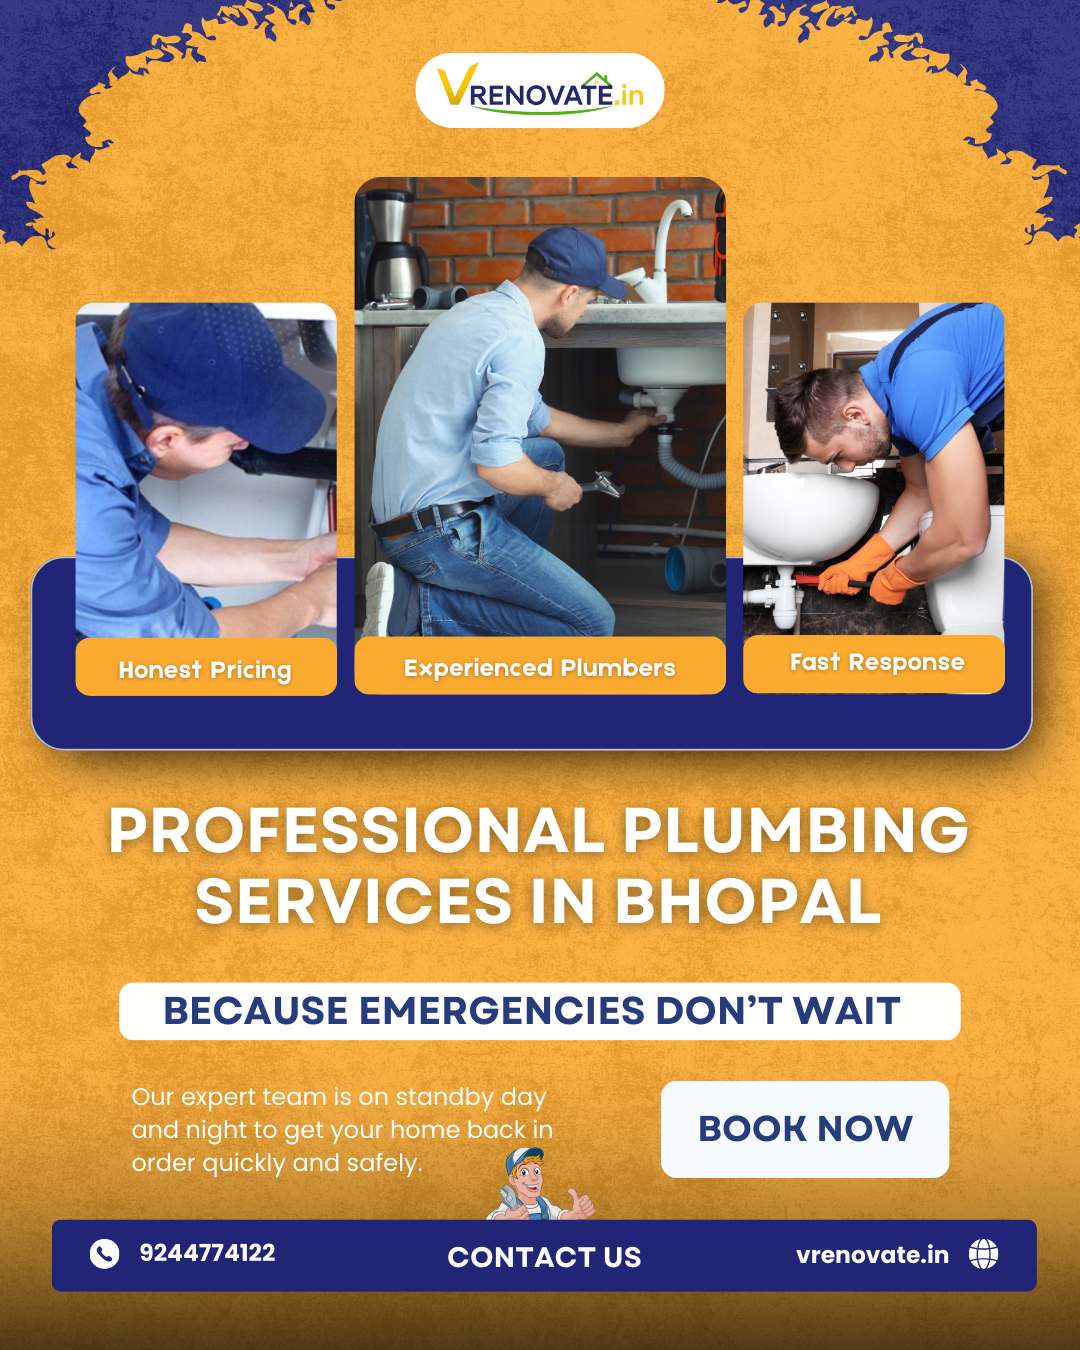 VRENOVATE.in
Honest Pricing
Experienced Plumbers
Fast Response
PROFESSIONAL PLUMBING
SERVICES IN BHOPAL
BECAUSE EMERGENCIES DON'T WAIT
Our expert team is on standby day
and night to get your home back in
order quickly and safely.
BOOK NOW
9244774122
CONTACT US
vrenovate.in